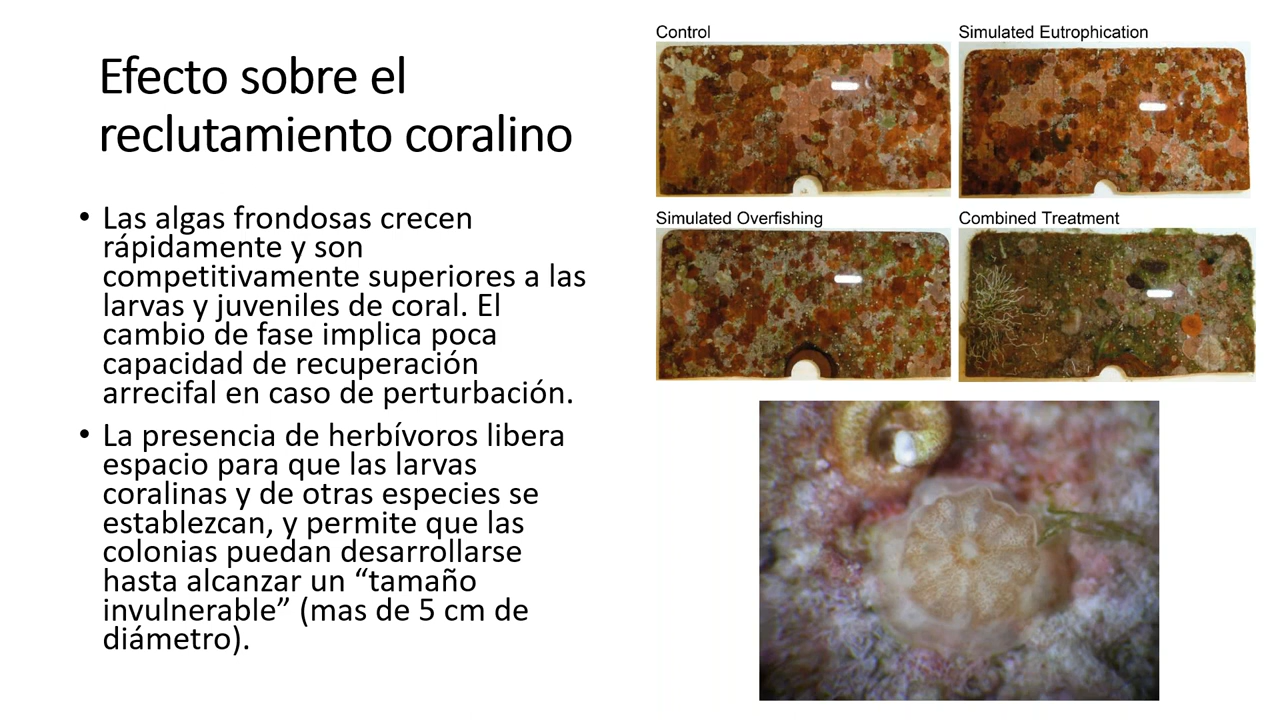 Efecto sobre el
reclutamiento coralino
• Las algas frondosas crecen
rápidamente y son
competitivamente superiores a las
larvas y juveniles de coral. El
cambio de fase implica poca
capacidad de recuperación
arrecifal en caso de perturbación.
• La presencia de herbívoros libera
espacio para que las larvas
coralinas y de otras especies se
establezcan, y permite que las
colonias puedan desarrollarse
hasta alcanzar un “tamaño
invulnerable” (mas de 5 cm de
diámetro).
Control
Simulated Eutrophication
Simulated Overfishing
Combined Treatment